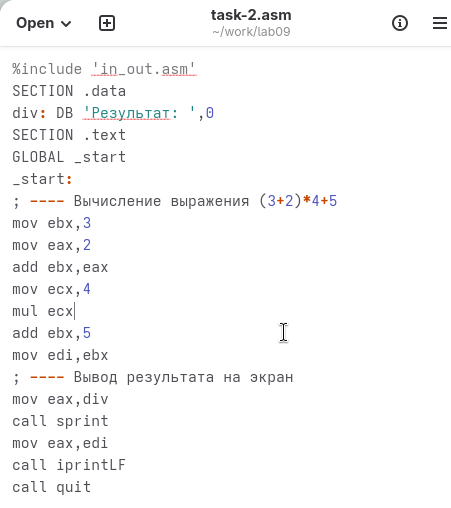 Open
task-2.asm
~/work/lab09
%include 'in_out.asm'
SECTION .data
div: DB 'Результат: ',0
SECTION .text
GLOBAL _start
_start:
; ---- Вычисление выражения (3+2)*4+5
mov ebx,3
mov eax,2
add ebx,eax
mov ecx,4
mul ecx
add ebx,5
mov edi,ebx
; ---- Вывод результата на экран
mov eax,div
call sprint
mov eax,edi
call iprintLF
call quit